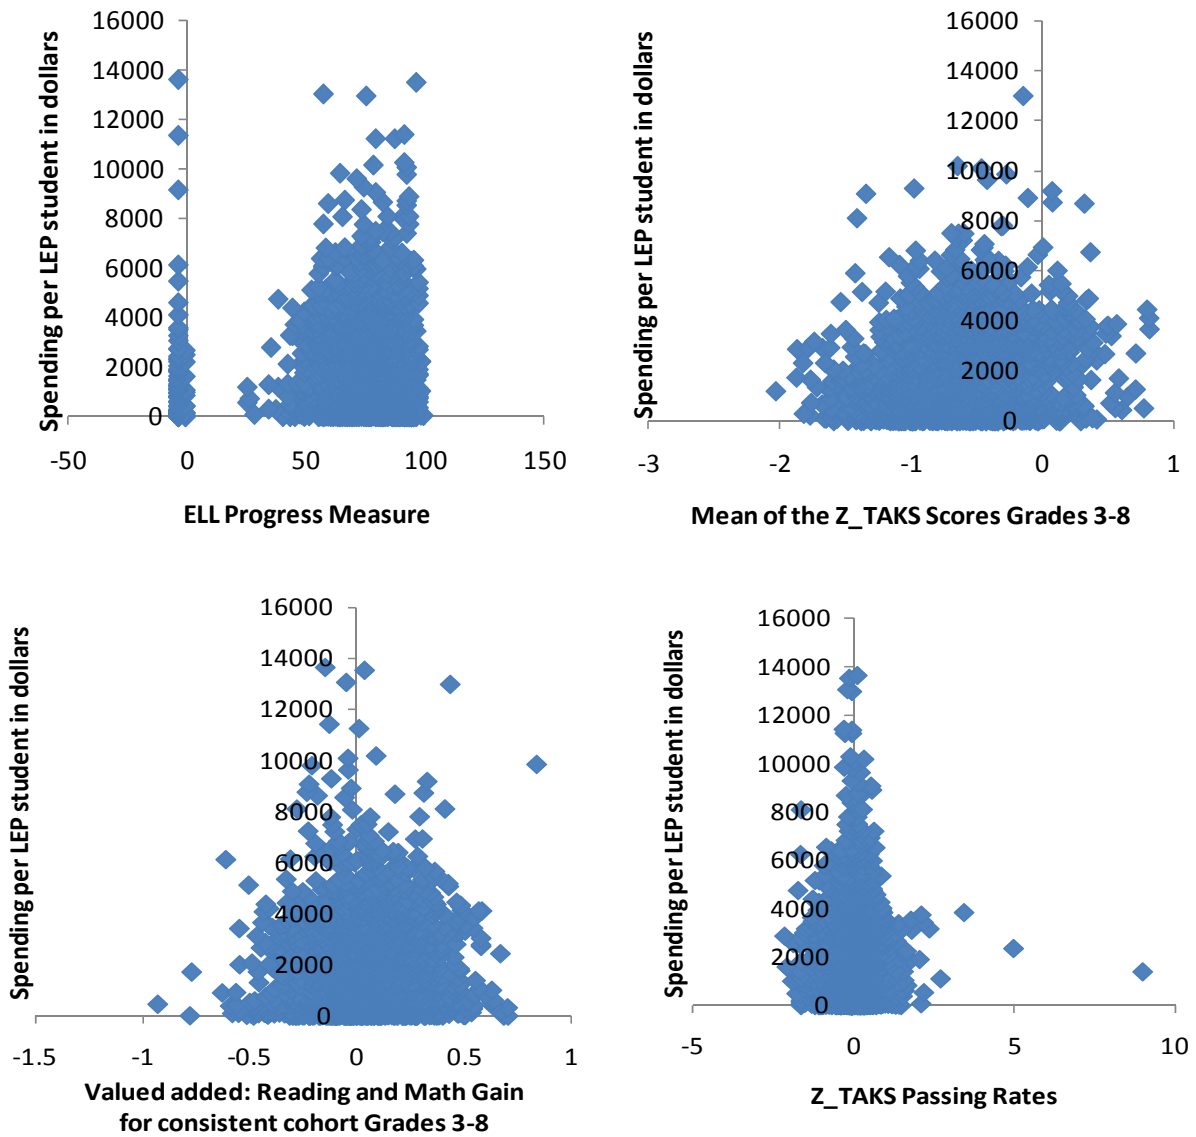 Spending per LEP student in dollars
16000
14000
12000
10000
8000
6000
4000
2000
0
-50 0 50 100 150
ELL Progress Measure
Spending per LEP student in dollars
16000
14000
12000
10000
8000
6000
4000
2000
0
-3 -2 -1 0 1
Mean of the Z_TAKS Scores Grades 3-8
Spending per LEP student in dollars
16000
14000
12000
10000
8000
6000
4000
2000
0
-1.5 -1 -0.5 0 0.5 1
Valued added: Reading and Math Gain
for consistent cohort Grades 3-8
Spending per LEP student in dollars
16000
14000
12000
10000
8000
6000
4000
2000
0
-5 0 5 10
Z_TAKS Passing Rates